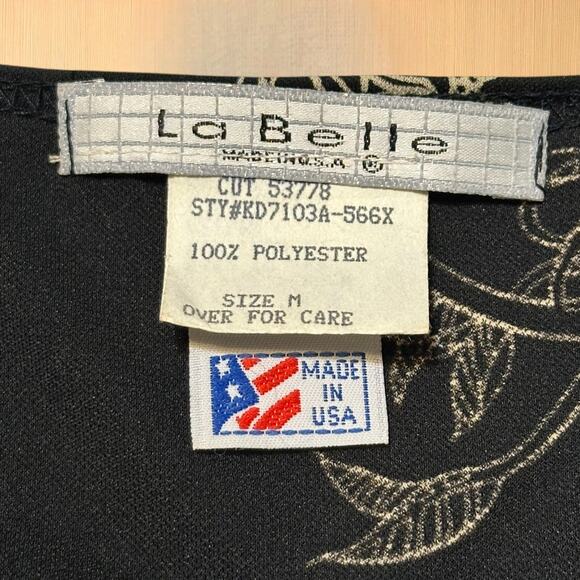 La Belle
MADE IN U.S.A. ©
CUT 53778
STY#KD7103A-566X
100% POLYESTER
SIZE M
OVER FOR CARE
MADE
IN
USA